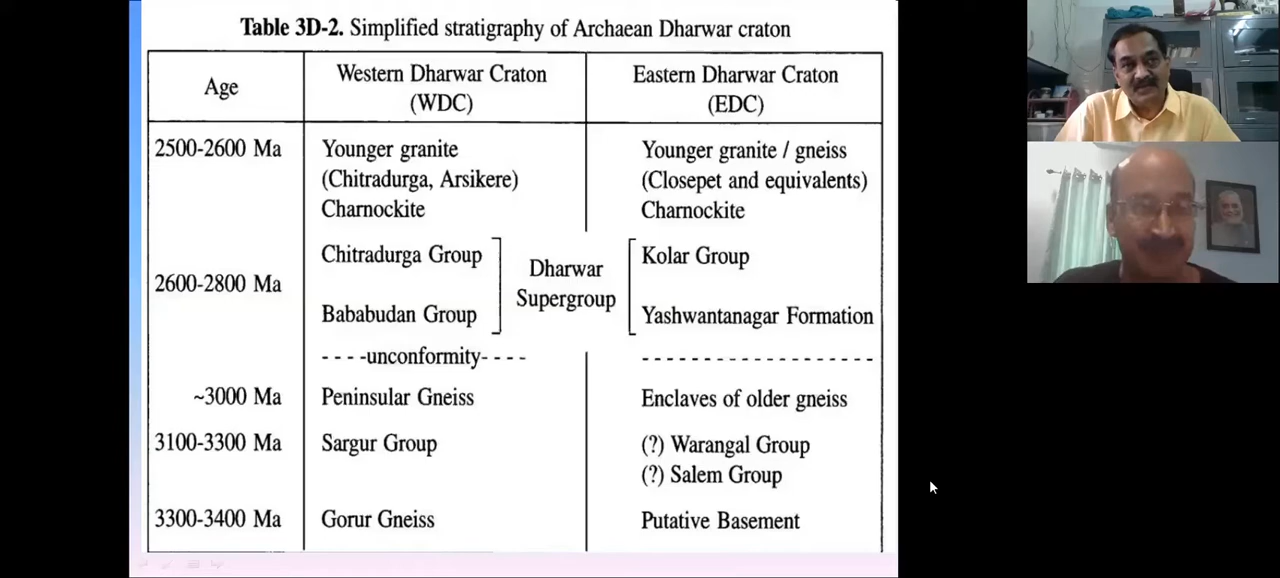 Table 3D-2. Simplified stratigraphy of Archaean Dharwar craton
Age
Western Dharwar Craton
(WDC)
Eastern Dharwar Craton
(EDC)
2500-2600 Ma
Younger granite
(Chitradurga, Arsikere)
Charnockite
Younger granite / gneiss
(Closepet and equivalents)
Charnockite
2600-2800 Ma
Chitradurga Group
Bababudan Group
Dharwar
Supergroup
Kolar Group
Yashwantanagar Formation
----unconformity----
-------------------
~3000 Ma
Peninsular Gneiss
Enclaves of older gneiss
3100-3300 Ma
Sargur Group
(?) Warangal Group
(?) Salem Group
3300-3400 Ma
Gorur Gneiss
Putative Basement